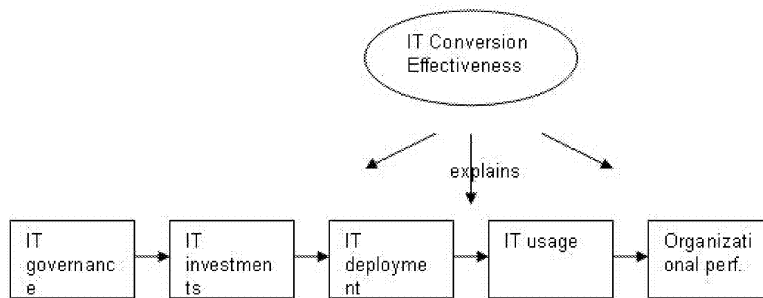 IT Conversion
Effectiveness
explains
IT
governanc
e
IT
investmen
ts
IT
deployme
nt
IT usage
Organizati
onal perf.